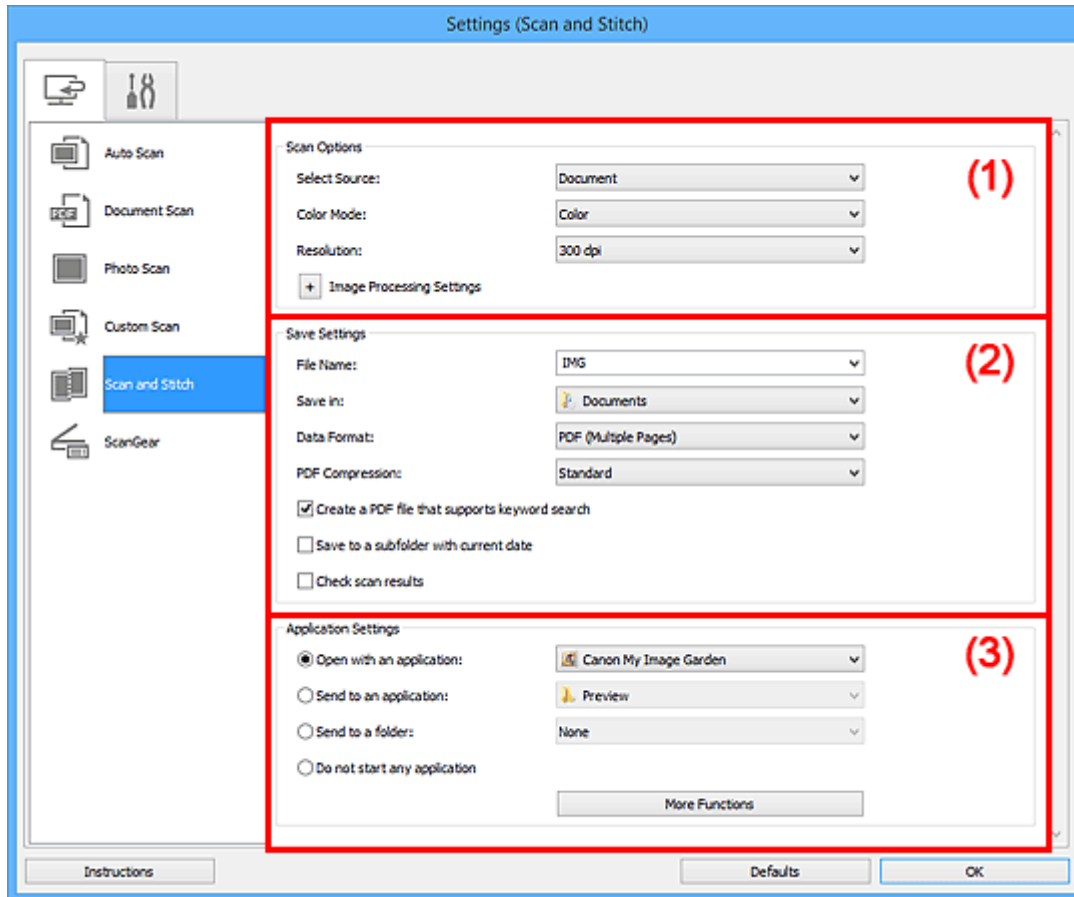 Settings (Scan and Stitch)
Auto Scan
PDF
Document Scan
Photo Scan
Custom Scan
Scan and Stitch
ScanGear
Scan Options
(1)
Select Source: Document
Color Mode: Color
Resolution: 300 dpi
+ Image Processing Settings
Save Settings
(2)
File Name: IMG
Save in: Documents
Data Format: PDF (Multiple Pages)
PDF Compression: Standard
Create a PDF file that supports keyword search
Save to a subfolder with current date
Check scan results
Application Settings
(3)
Open with an application: Canon My Image Garden
Send to an application: Preview
Send to a folder: None
Do not start any application
More Functions
Instructions Defaults OK